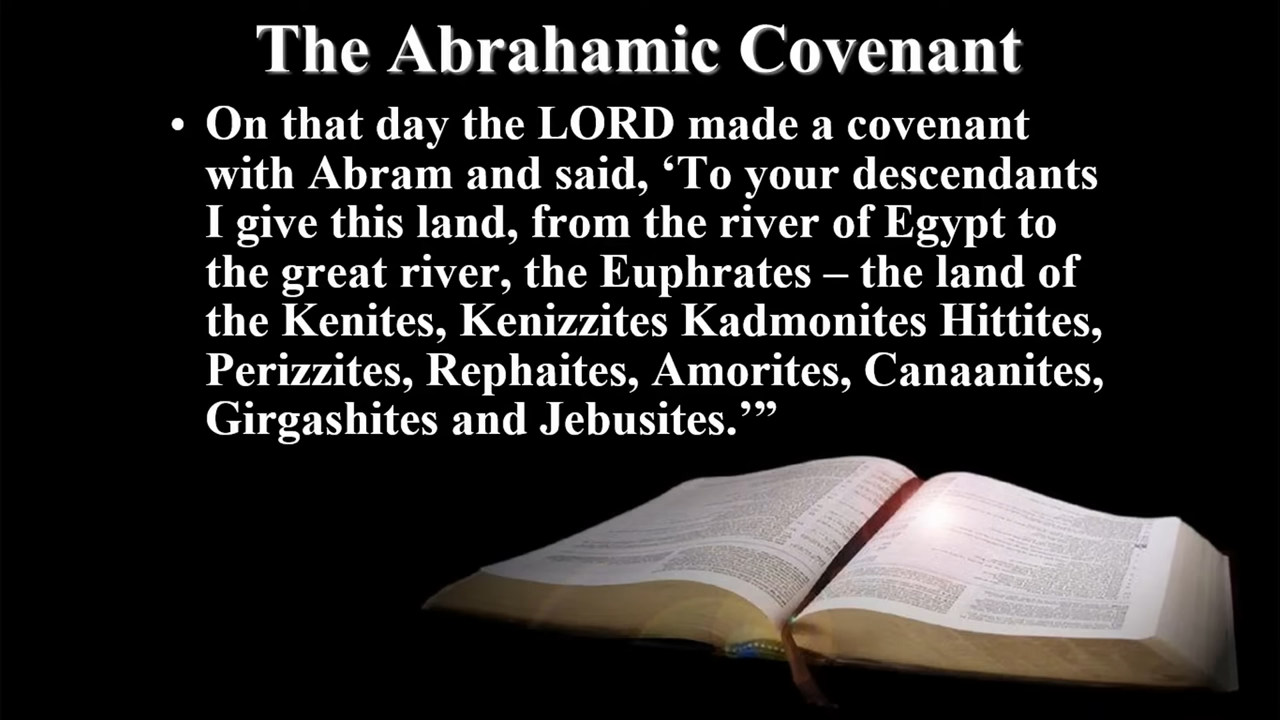 The Abrahamic Covenant
• On that day the LORD made a covenant
with Abram and said, ‘To your descendants
I give this land, from the river of Egypt to
the great river, the Euphrates – the land of
the Kenites, Kenizzites Kadmonites Hittites,
Perizzites, Rephaites, Amorites, Canaanites,
Girgashites and Jebusites.’”